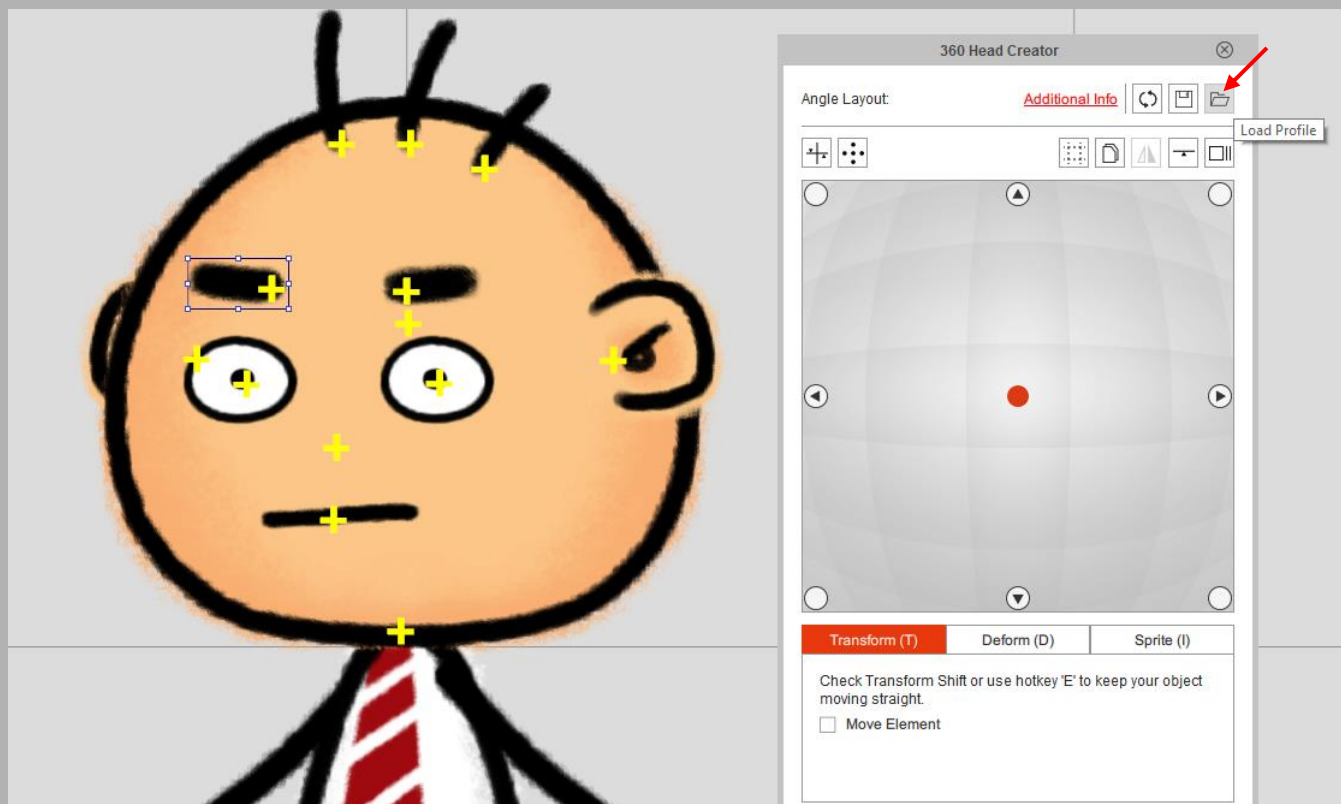 360 Head Creator
Angle Layout:
Additional Info
Load Profile
Transform (T)
Deform (D)
Sprite (I)
Check Transform Shift or use hotkey 'E' to keep your object
moving straight.
Move Element